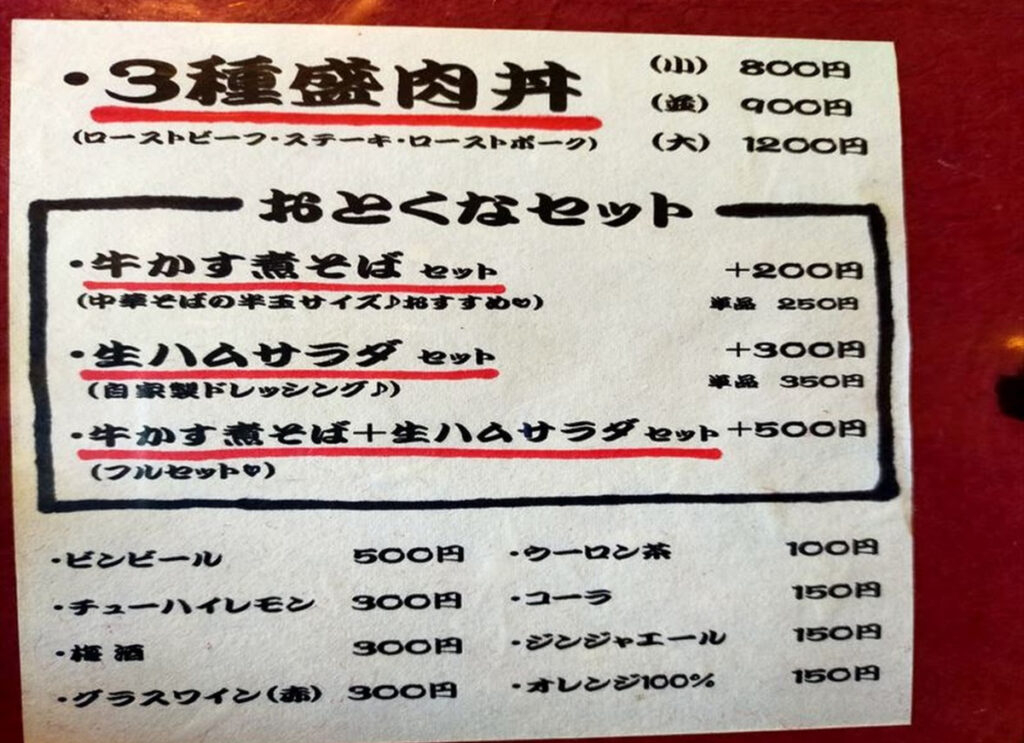 ・3種盛肉丼 (小) 800円
(並) 900円
(ローストビーフ・ステーキ・ローストポーク) (大) 1200円
おとくなセット
・牛かす煮そば セット +200円
(中華そばの半玉サイズ♪おすすめ♡) 単品 250円
・生ハムサラダ セット +300円
(自家製ドレッシング♪) 単品 350円
・牛かす煮そば+生ハムサラダ セット +500円
(フルセット♥)
・ビンビール 500円 ・ウーロン茶 100円
・チューハイレモン 300円 ・コーラ 150円
・梅酒 300円 ・ジンジャエール 150円
・グラスワイン(赤) 300円 ・オレンジ100% 150円